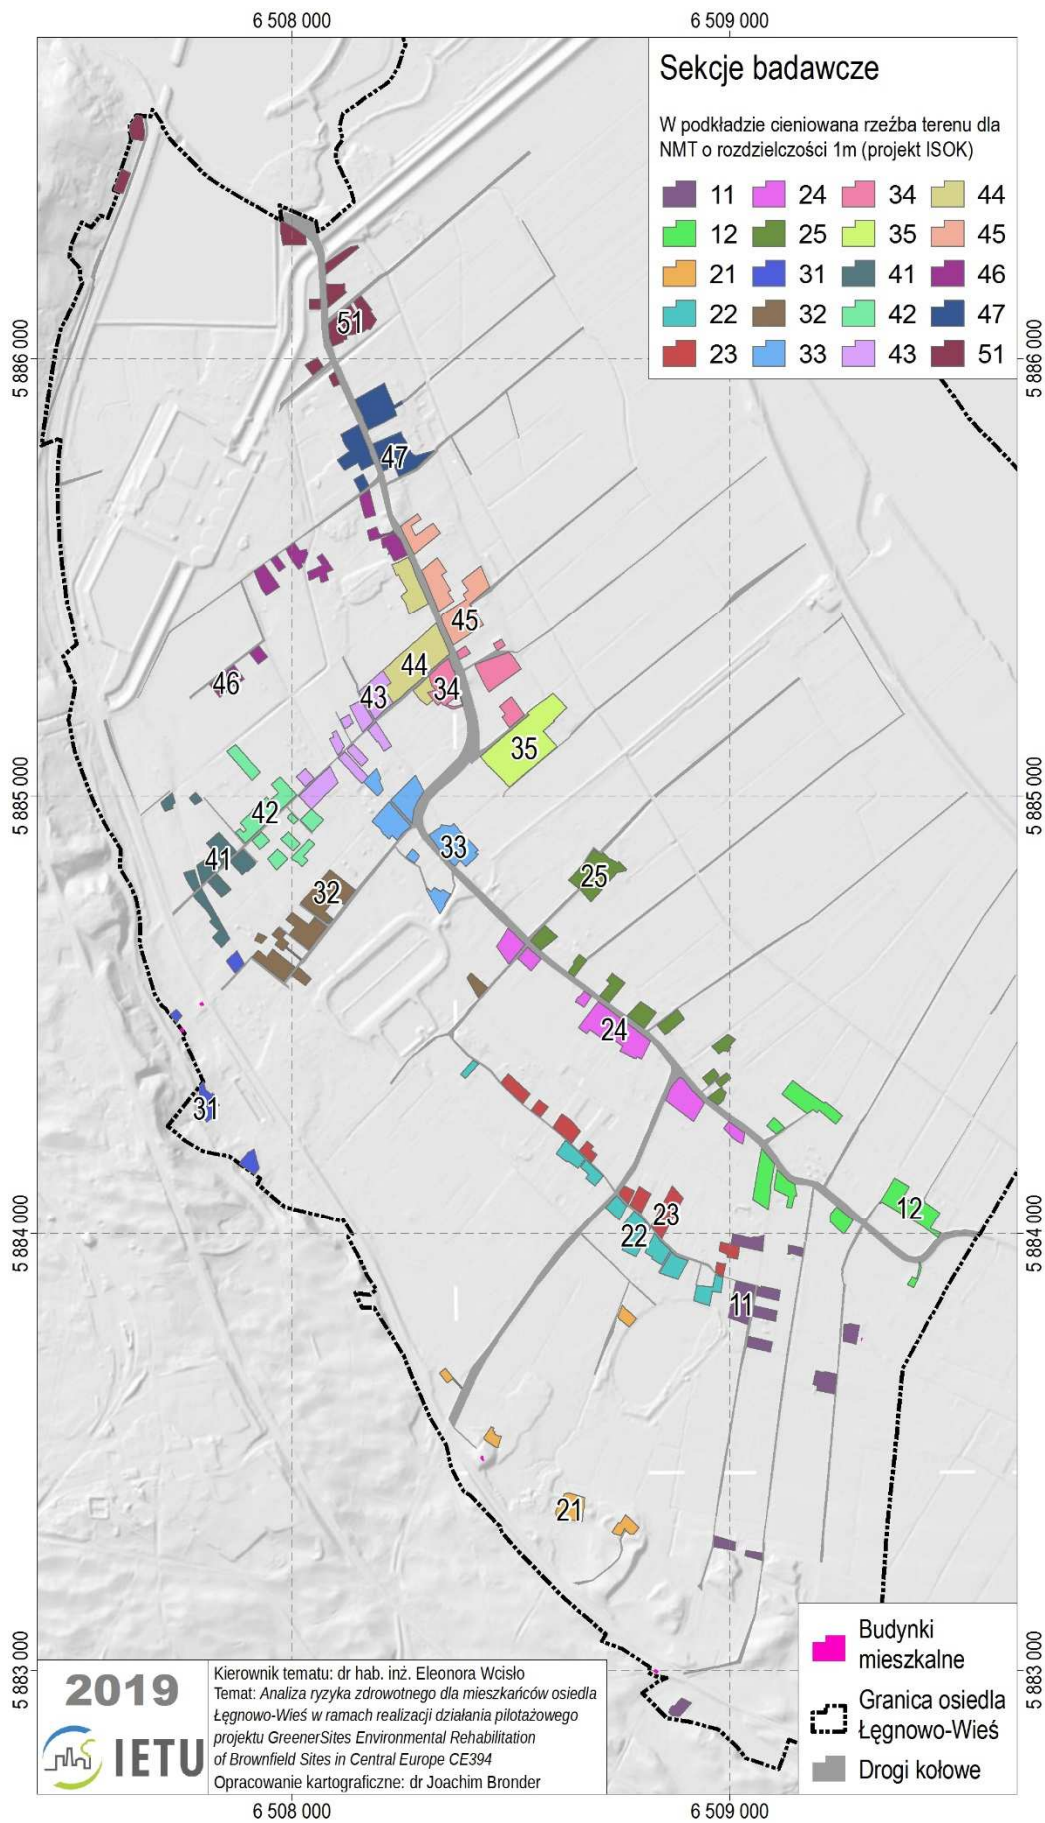 6 508 000
6 509 000
Sekcje badawcze
W podkładzie cieniowana rzeźba terenu dla
NMT o rozdzielczości 1m (projekt ISOK)
11 24 34 44
12 25 35 45
21 31 41 46
22 32 42 47
23 33 43 51
5 886 000
5 886 000
51
47
45
44
46
43
34
35
5 885 000
5 885 000
42
33
41
25
32
24
31
12
23
22
5 884 000
5 884 000
11
21
5 883 000
5 883 000
Budynki
mieszkalne
Granica osiedla
Łęgnowo-Wieś
Drogi kołowe
2019
IETU
Kierownik tematu: dr hab. inż. Eleonora Wcisło
Temat: Analiza ryzyka zdrowotnego dla mieszkańców osiedla
Łęgnowo-Wieś w ramach realizacji działania pilotażowego
projektu GreenerSites Environmental Rehabilitation
of Brownfield Sites in Central Europe CE394
Opracowanie kartograficzne: dr Joachim Bronder
6 508 000
6 509 000